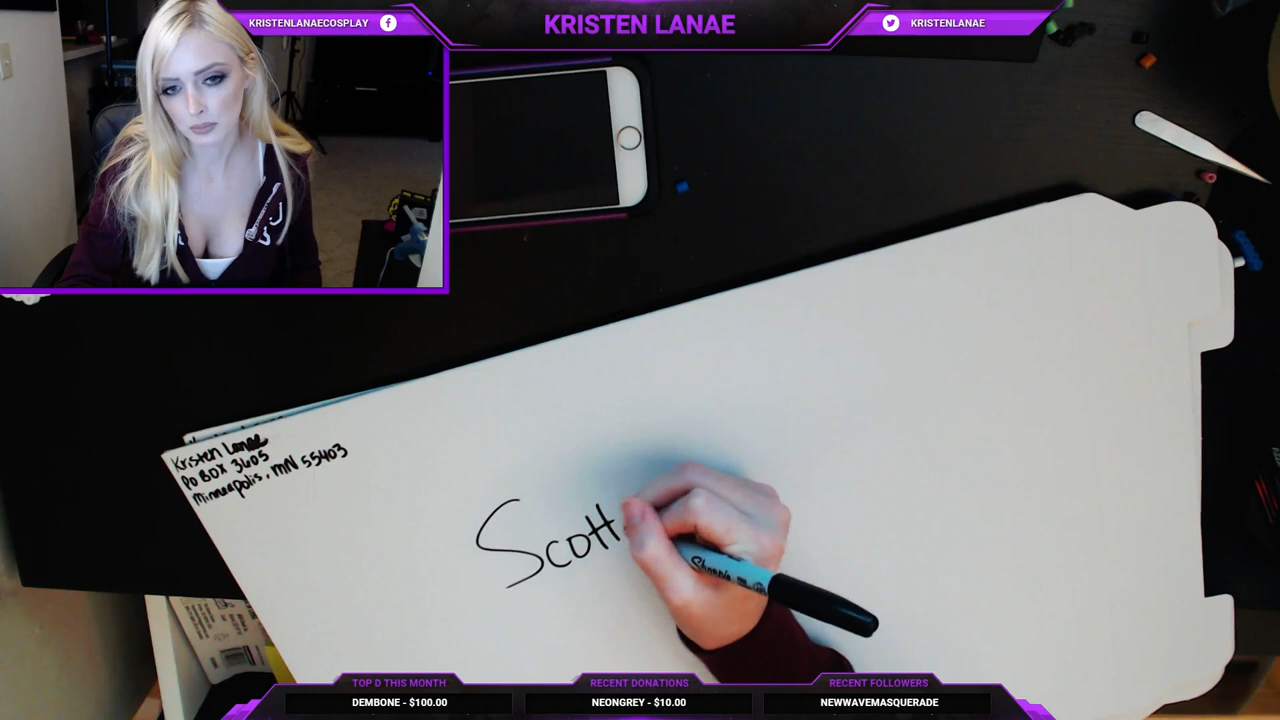 KRISTENLANAECOSPLAY
KRISTEN LANAE
KRISTENLANAE
Kristen Lanae
PO BOX 3605
Minneapolis, MN 55403
Scott
Sharpie
TOP D THIS MONTH
RECENT DONATIONS
RECENT FOLLOWERS
DEMBONE - $100.00
NEONGREY - $10.00
NEWWAVEMASQUERADE